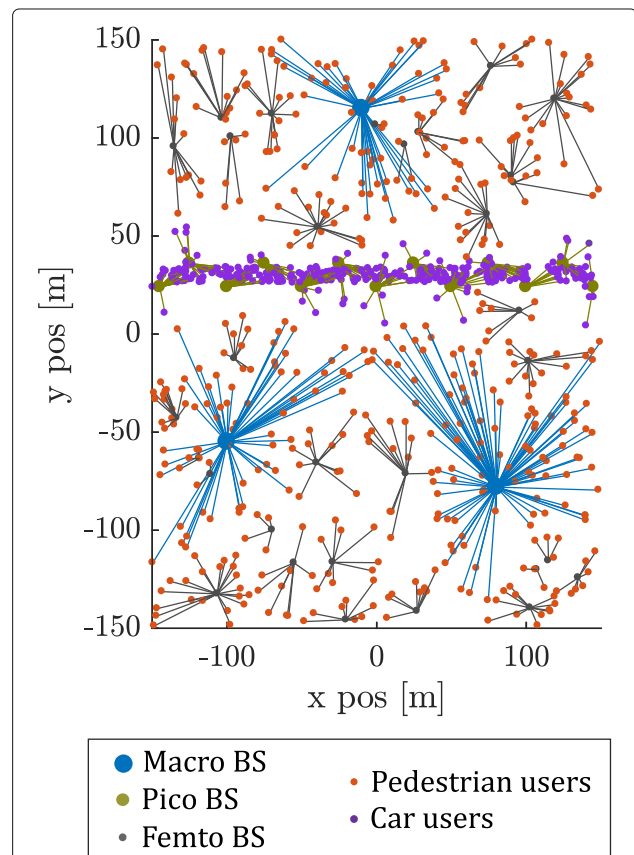 150
100
50
0
-50
-100
-150
y pos [m]
-100 0 100
x pos [m]
Macro BS
Pico BS
Femto BS
Pedestrian users
Car users